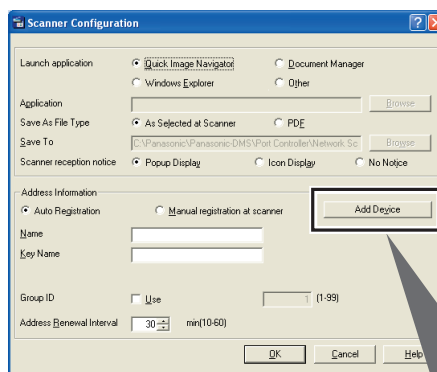 Scanner Configuration
Launch application Quick Image Navigator Document Manager
Windows Explorer Other
Application Browse
Save As File Type As Selected at Scanner PDF
Save To C:\Panasonic\Panasonic-DMS\Port Controller\Network Sc Browse
Scanner reception notice Popup Display Icon Display No Notice
Address Information
Auto Registration Manual registration at scanner Add Device
Name
Key Name
Group ID Use 1 (1-99)
Address Renewal Interval 30 min(10-60)
OK Cancel Help